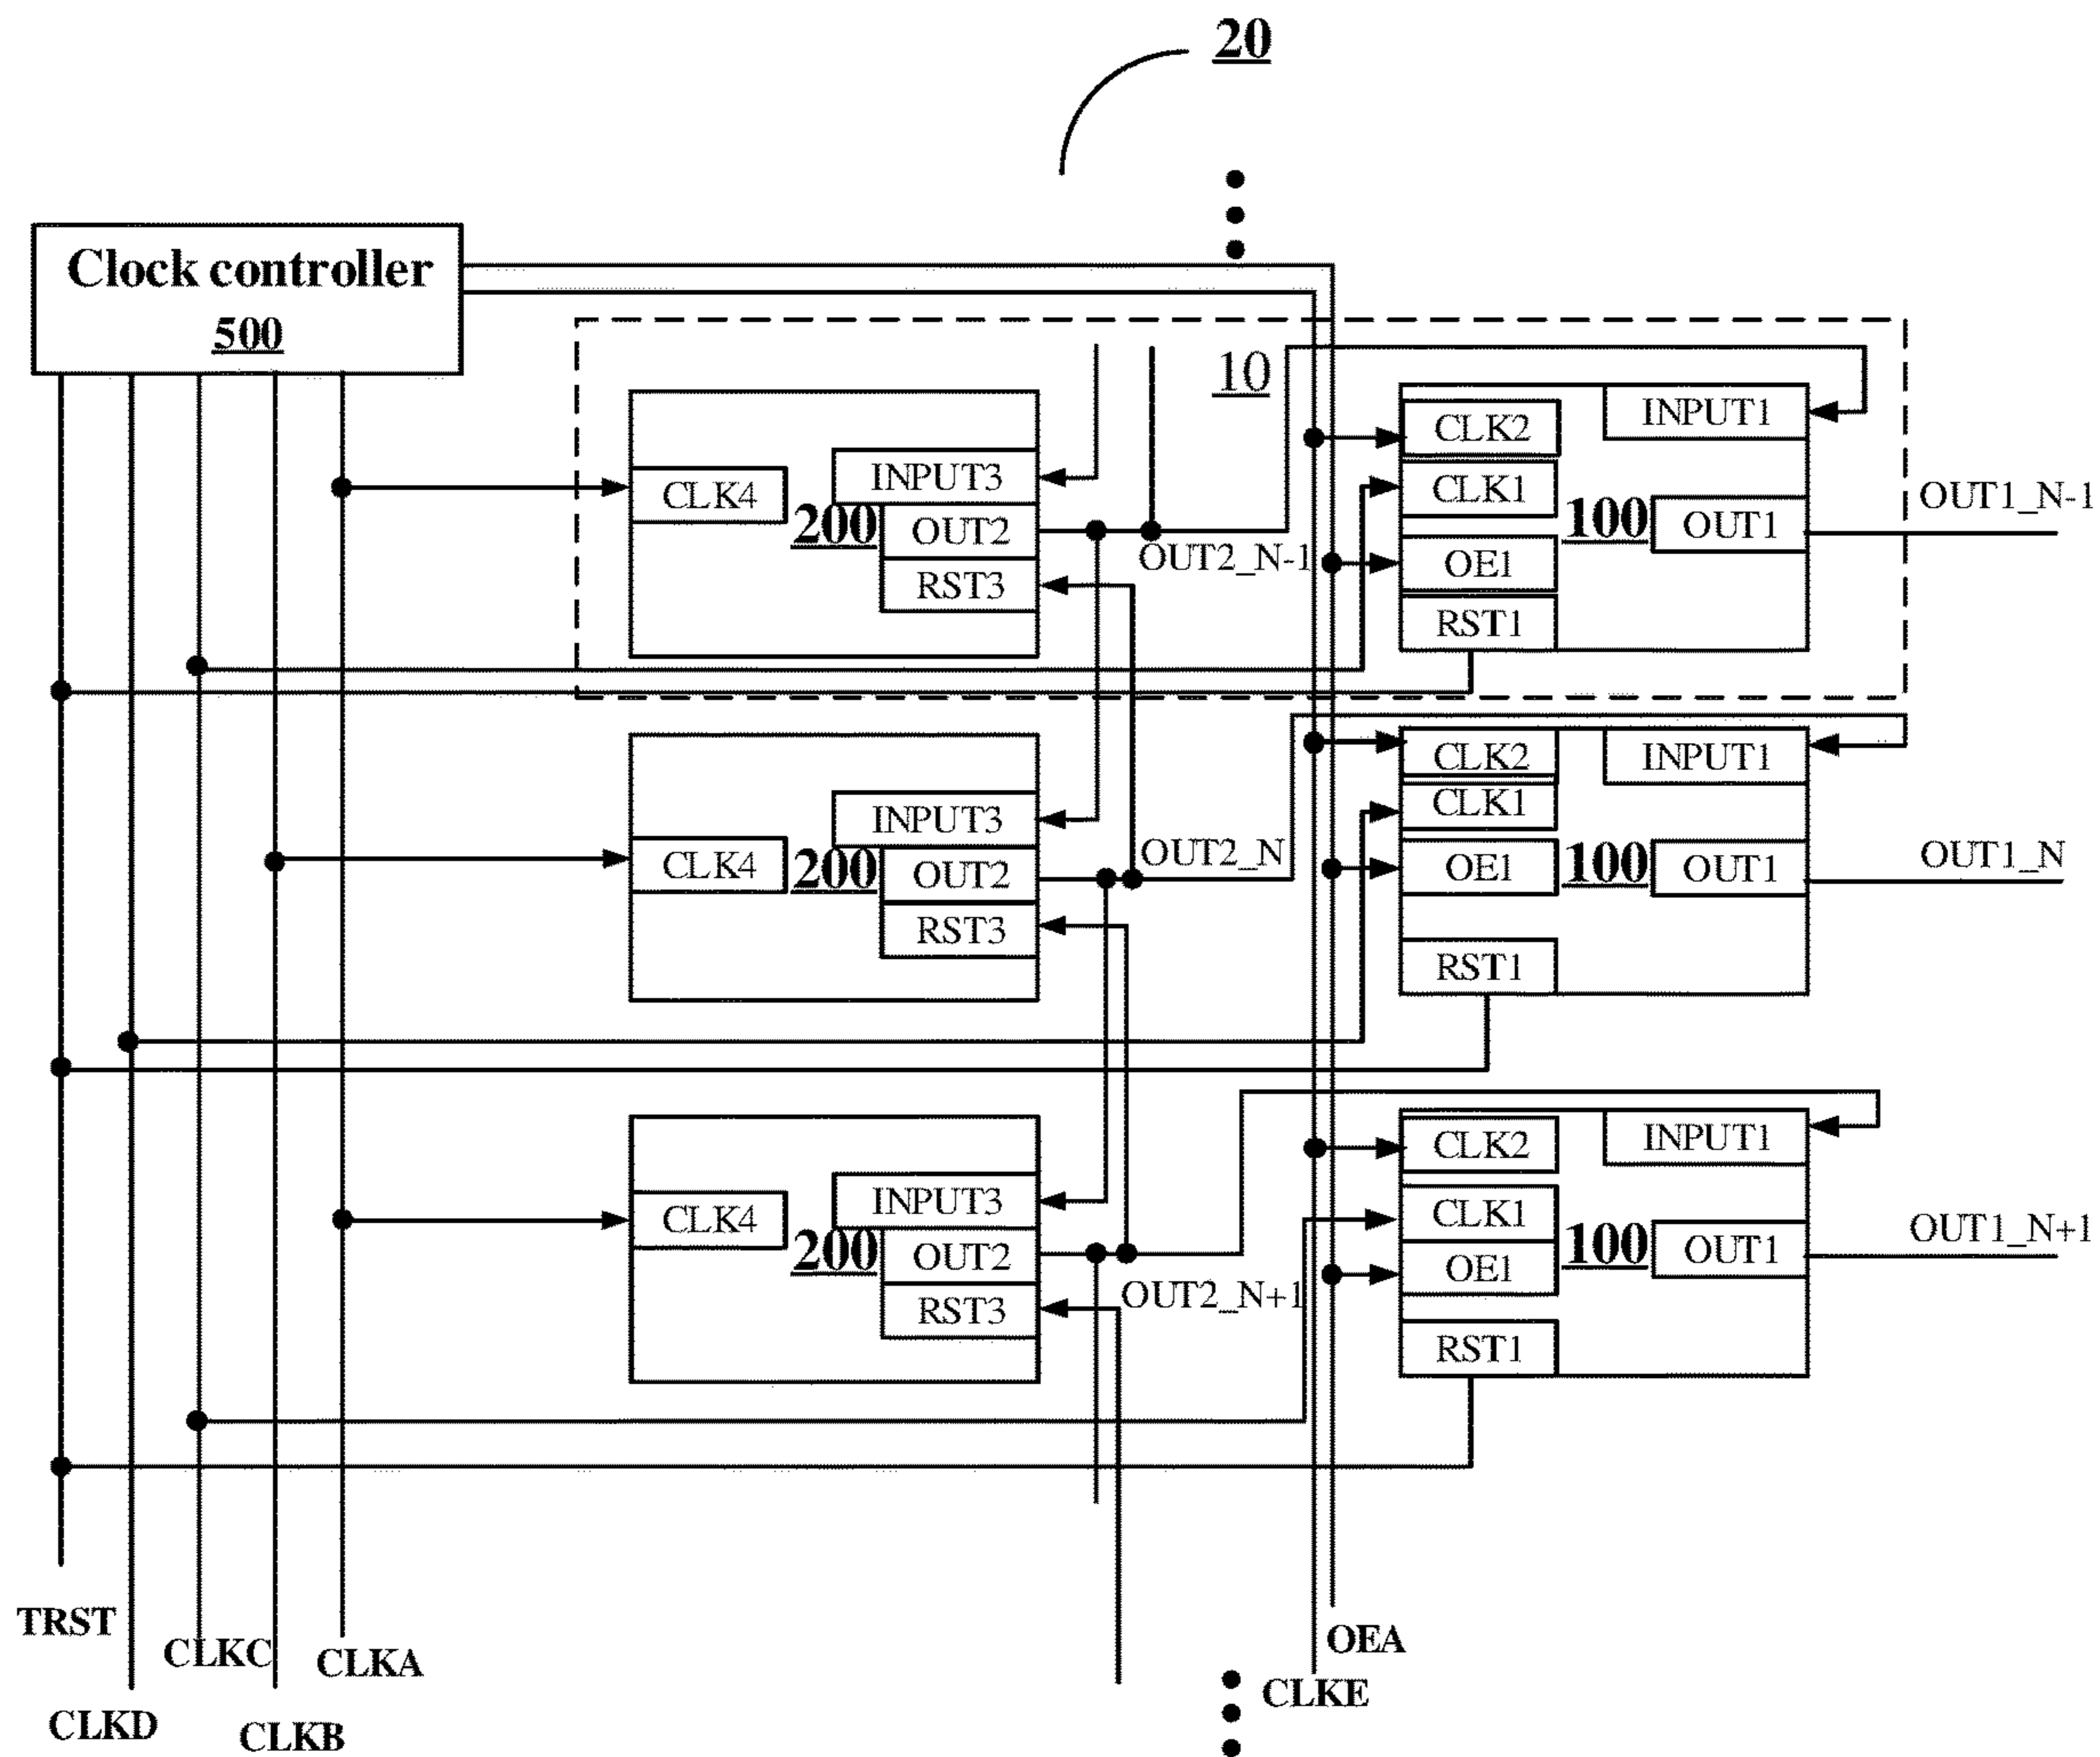 20
Clock controller
500
10
INPUT3
CLK4
200
OUT2
RST3
OUT2_N-1
CLK2
INPUT1
CLK1
100
OUT1
OE1
RST1
OUT1_N-1
INPUT3
CLK4
200
OUT2
RST3
OUT2_N
CLK2
INPUT1
CLK1
OE1
100
OUT1
RST1
OUT1_N
INPUT3
CLK4
200
OUT2
RST3
OUT2_N+1
CLK2
INPUT1
CLK1
100
OUT1
OE1
RST1
OUT1_N+1
TRST
CLKD
CLKC
CLKB
CLKA
CLKE
OEA